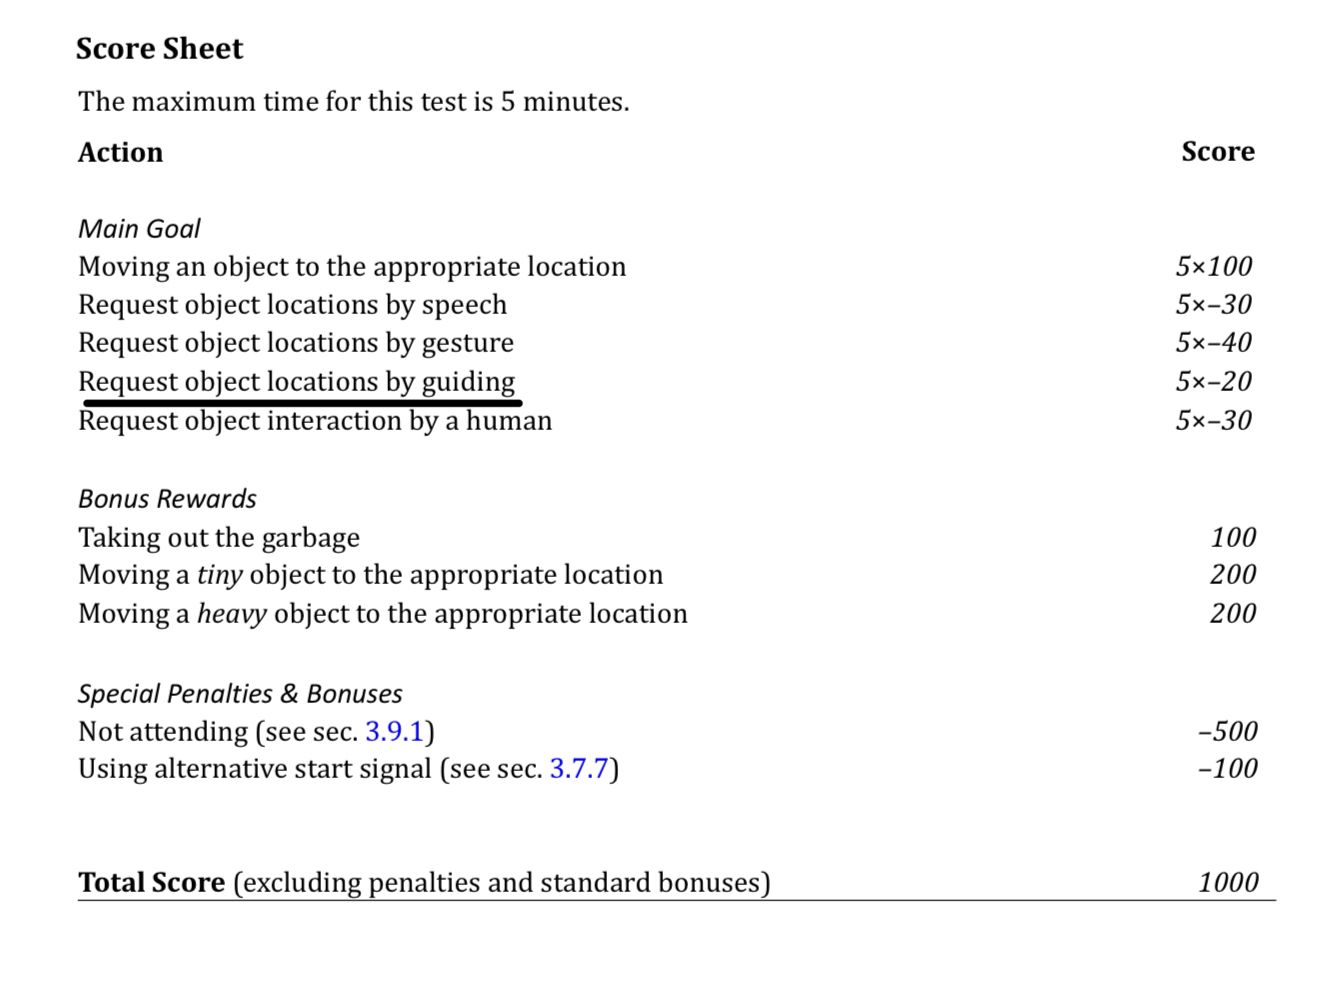 Score Sheet
The maximum time for this test is 5 minutes.
Action Score
Main Goal
Moving an object to the appropriate location 5×100
Request object locations by speech 5×–30
Request object locations by gesture 5×–40
Request object locations by guiding 5×–20
Request object interaction by a human 5×–30
Bonus Rewards
Taking out the garbage 100
Moving a tiny object to the appropriate location 200
Moving a heavy object to the appropriate location 200
Special Penalties & Bonuses
Not attending (see sec. 3.9.1) –500
Using alternative start signal (see sec. 3.7.7) –100
Total Score (excluding penalties and standard bonuses) 1000